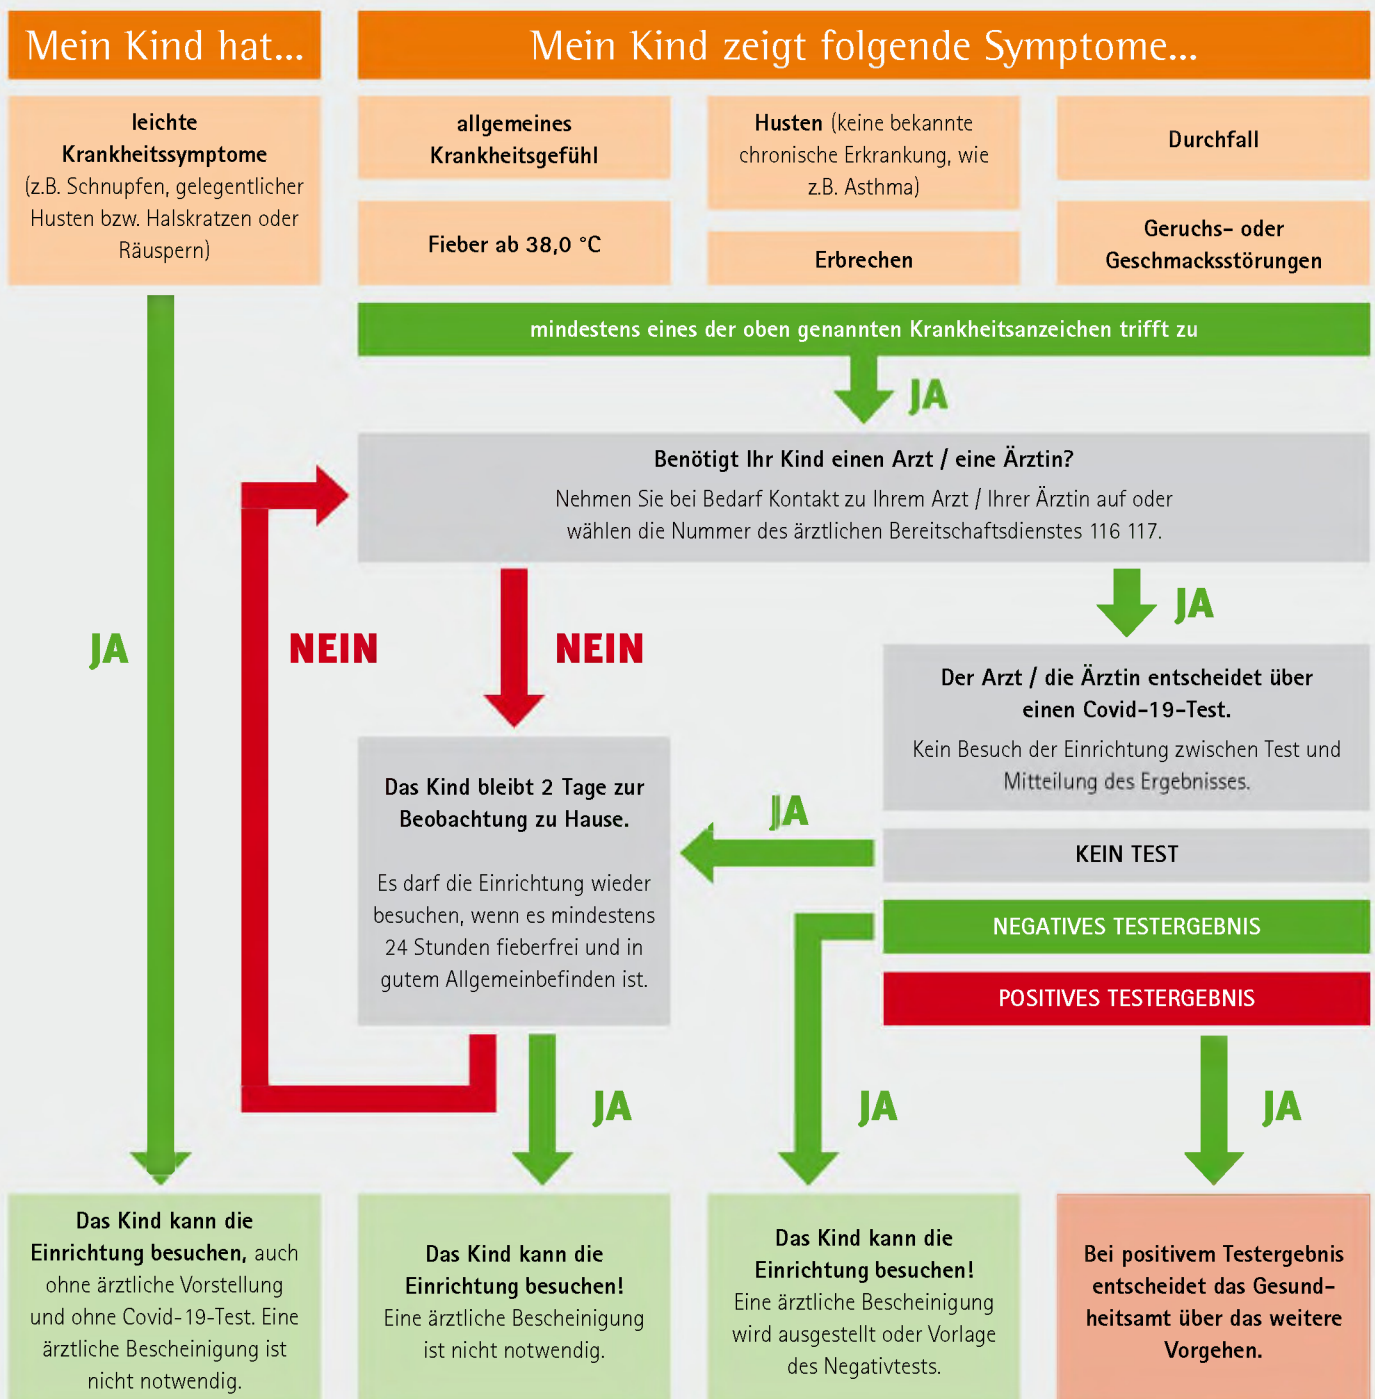 Mein Kind hat...
leichte
Krankheitssymptome
(z.B. Schnupfen, gelegentlicher
Husten bzw. Halskratzen oder
Räuspern)
Mein Kind zeigt folgende Symptome...
allgemeines
Krankheitsgefühl
Husten (keine bekannte
chronische Erkrankung, wie
z.B. Asthma)
Durchfall
Fieber ab 38,0 °C
Erbrechen
Geruchs- oder
Geschmacksstörungen
mindestens eines der oben genannten Krankheitsanzeichen trifft zu
JA
Benötigt Ihr Kind einen Arzt / eine Ärztin?
Nehmen Sie bei Bedarf Kontakt zu Ihrem Arzt / Ihrer Ärztin auf oder
wählen die Nummer des ärztlichen Bereitschaftsdienstes 116 117.
JA
NEIN
NEIN
JA
Der Arzt / die Ärztin entscheidet über
einen Covid-19-Test.
Kein Besuch der Einrichtung zwischen Test und
Mitteilung des Ergebnisses.
Das Kind bleibt 2 Tage zur
Beobachtung zu Hause.
Es darf die Einrichtung wieder
besuchen, wenn es mindestens
24 Stunden fieberfrei und in
gutem Allgemeinbefinden ist.
JA
KEIN TEST
NEGATIVES TESTERGEBNIS
POSITIVES TESTERGEBNIS
JA
JA
JA
Das Kind kann die
Einrichtung besuchen, auch
ohne ärztliche Vorstellung
und ohne Covid-19-Test. Eine
ärztliche Bescheinigung ist
nicht notwendig.
Das Kind kann die
Einrichtung besuchen!
Eine ärztliche Bescheinigung
ist nicht notwendig.
Das Kind kann die
Einrichtung besuchen!
Eine ärztliche Bescheinigung
wird ausgestellt oder Vorlage
des Negativtests.
Bei positivem Testergebnis
entscheidet das Gesund-
heitsamt über das weitere
Vorgehen.